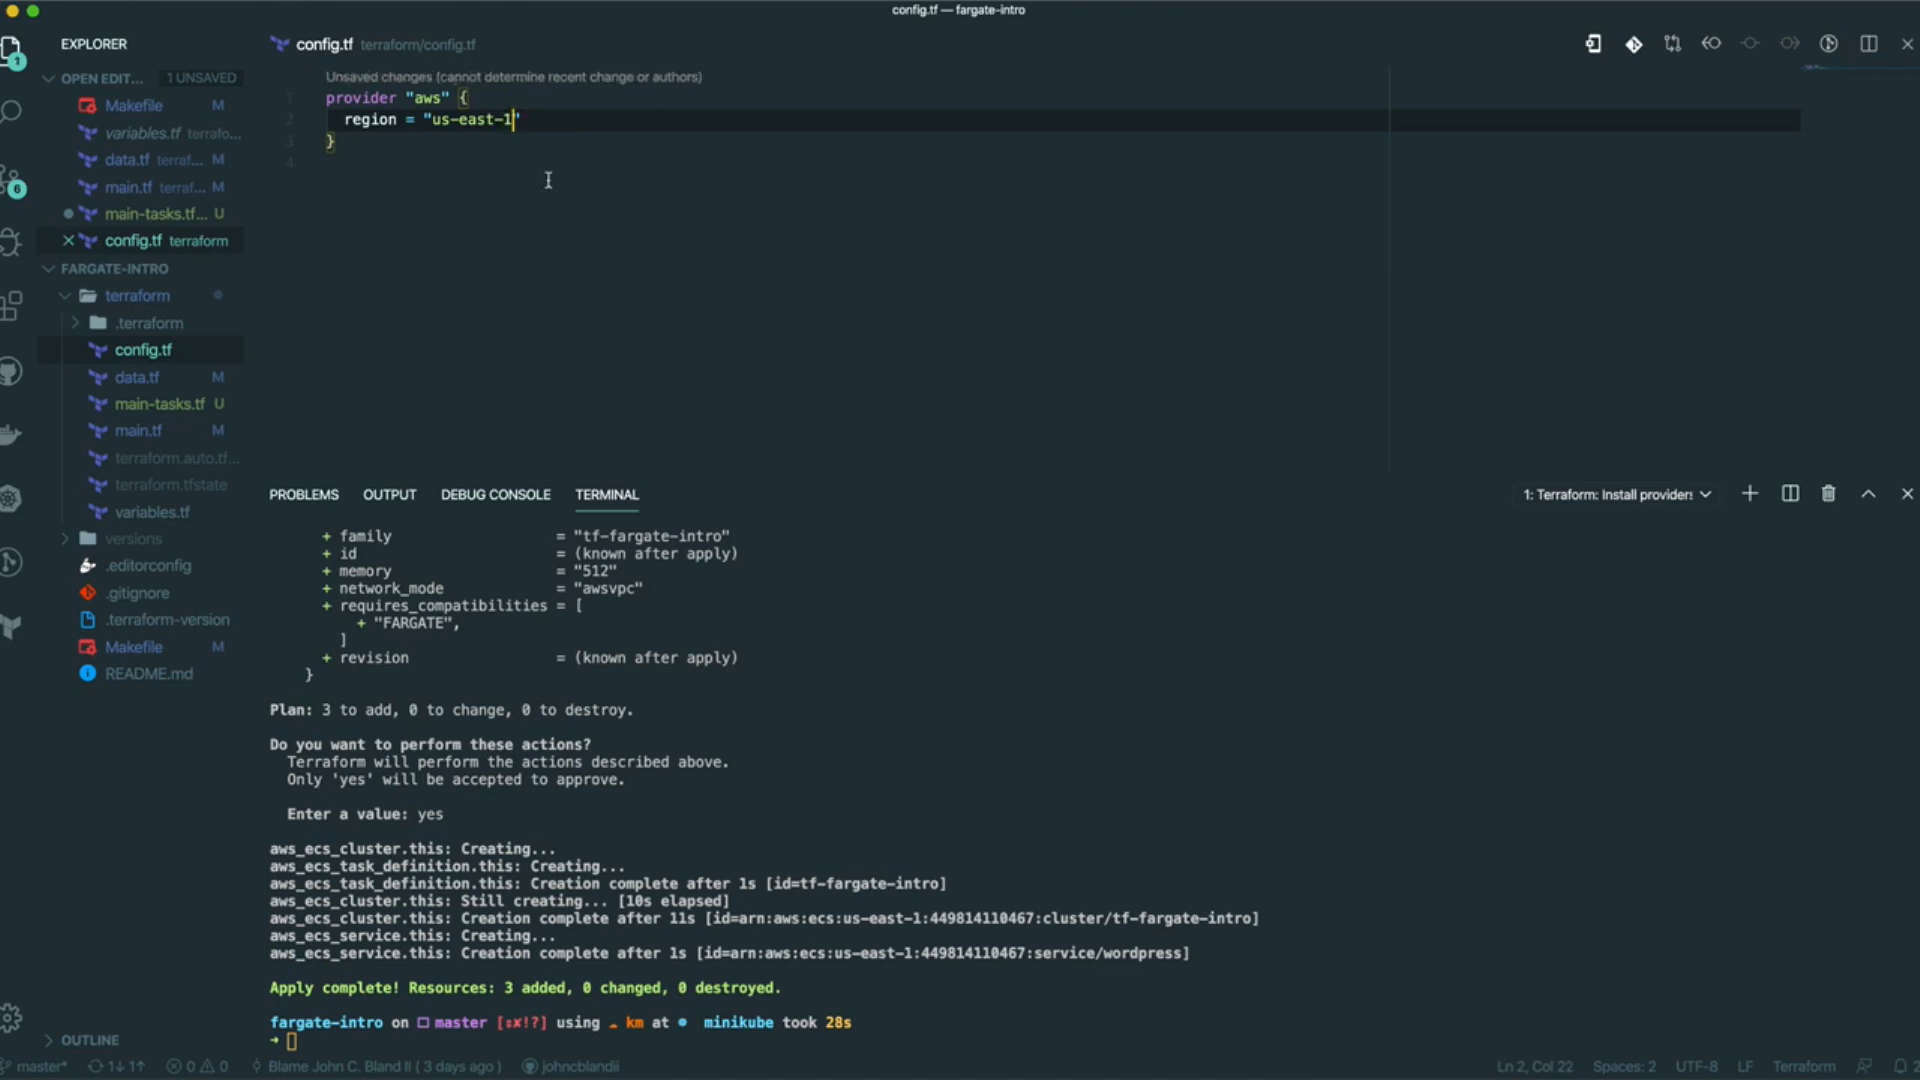 config.tf — fargate-intro
EXPLORER
OPEN EDIT... 1 UNSAVED
Makefile M
variables.tf terrafo...
data.tf terraf... M
main.tf terraf... M
main-tasks.tf... U
config.tf terraform
FARGATE-INTRO
terraform
.terraform
config.tf
data.tf M
main-tasks.tf U
main.tf M
terraform.auto.tf...
terraform.tfstate
variables.tf
versions
.editorconfig
.gitignore
.terraform-version
Makefile M
README.md
OUTLINE
1
6
config.tf terraform/config.tf
Unsaved changes (cannot determine recent change or authors)
1 provider "aws" {
2 region = "us-east-1"
3 }
4
PROBLEMS OUTPUT DEBUG CONSOLE TERMINAL
1: Terraform: Install providers
+ family = "tf-fargate-intro"
+ id = (known after apply)
+ memory = "512"
+ network_mode = "awsvpc"
+ requires_compatibilities = [
+ "FARGATE",
]
+ revision = (known after apply)
}
Plan: 3 to add, 0 to change, 0 to destroy.
Do you want to perform these actions?
Terraform will perform the actions described above.
Only 'yes' will be accepted to approve.
Enter a value: yes
aws_ecs_cluster.this: Creating...
aws_ecs_task_definition.this: Creating...
aws_ecs_task_definition.this: Creation complete after 1s [id=tf-fargate-intro]
aws_ecs_cluster.this: Still creating... [10s elapsed]
aws_ecs_cluster.this: Creation complete after 11s [id=arn:aws:ecs:us-east-1:449814110467:cluster/tf-fargate-intro]
aws_ecs_service.this: Creating...
aws_ecs_service.this: Creation complete after 1s [id=arn:aws:ecs:us-east-1:449814110467:service/wordpress]
Apply complete! Resources: 3 added, 0 changed, 0 destroyed.
fargate-intro on master [⇕✘!?] using km at minikube took 28s
➜
master* 1↓ 1↑ 0 0 Blame John C. Bland II ( 3 days ago ) johncblandii
Ln 2, Col 22 Spaces: 2 UTF-8 LF Terraform 2